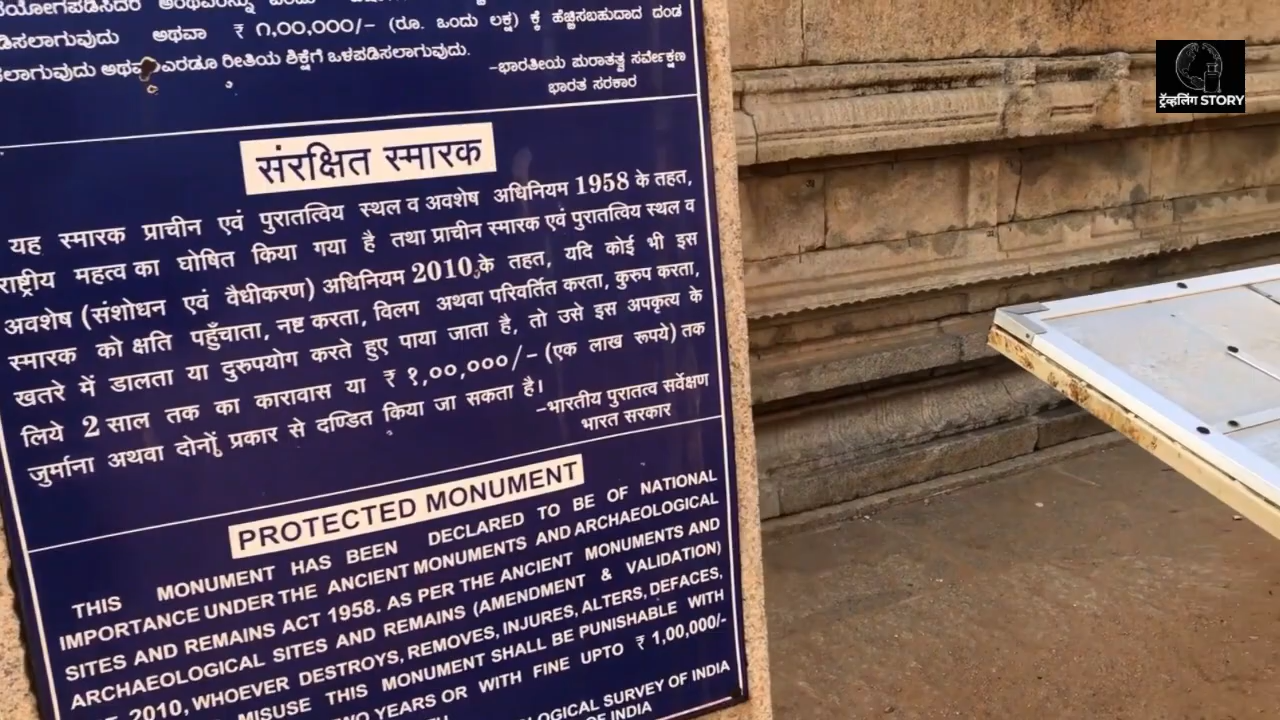 ಡಿಸಲಾಗುವುದು ಅಥವಾ ₹ ೧,00,000/- (ರೂ. ಒಂದು ಲಕ್ಷ) ಕ್ಕೆ ಹೆಚ್ಚಿಸಬಹುದಾದ ದಂಡ
ಲಾಗುವುದು ಅಥವಾ ಎರಡೂ ರೀತಿಯ ಶಿಕ್ಷೆಗೆ ಒಳಪಡಿಸಲಾಗುವುದು.
-ಭಾರತೀಯ ಪುರಾತತ್ವ ಸರ್ವೇಕ್ಷಣ
ಭಾರತ ಸರಕಾರ
संरक्षित स्मारक
यह स्मारक प्राचीन एवं पुरातत्विय स्थल व अवशेष अधिनियम 1958 के तहत,
राष्ट्रीय महत्व का घोषित किया गया है तथा प्राचीन स्मारक एवं पुरातत्विय स्थल व
अवशेष (संशोधन एवं वैधीकरण) अधिनियम 2010 के तहत, यदि कोई भी इस
स्मारक को क्षति पहुँचाता, नष्ट करता, विलग अथवा परिवर्तित करता, कुरुप करता,
खतरे में डालता या दुरुपयोग करते हुए पाया जाता है, तो उसे इस अपकृत्य के
लिये 2 साल तक का कारावास या ₹ १,००,०००/- (एक लाख रूपये) तक
जुर्माना अथवा दोनों प्रकार से दण्डित किया जा सकता है।
-भारतीय पुरातत्व सर्वेक्षण
भारत सरकार
PROTECTED MONUMENT
THIS MONUMENT HAS BEEN DECLARED TO BE OF NATIONAL
IMPORTANCE UNDER THE ANCIENT MONUMENTS AND ARCHAEOLOGICAL
SITES AND REMAINS ACT 1958. AS PER THE ANCIENT MONUMENTS AND
ARCHAEOLOGICAL SITES AND REMAINS (AMENDMENT & VALIDATION)
2010, WHOEVER DESTROYS, REMOVES, INJURES, ALTERS, DEFACES,
MISUSE THIS MONUMENT SHALL BE PUNISHABLE WITH
TWO YEARS OR WITH FINE UPTO ₹ 1,00,000/-
SURVEY OF INDIA
OF INDIA
ट्रॅव्हलिंग STORY